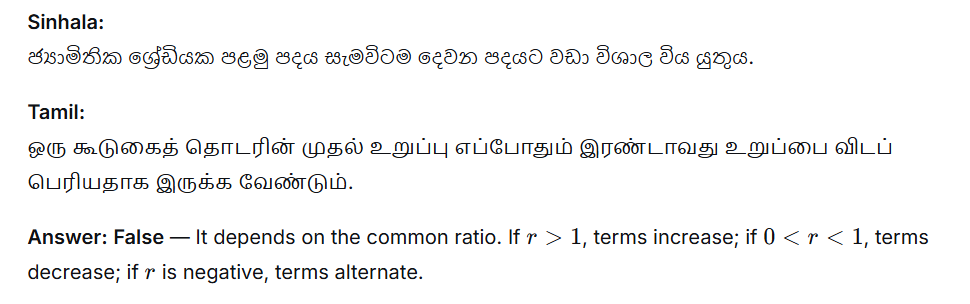 Sinhala:
ජ්‍යාමිතික ශ්‍රේඩියක පළමු පදය සැමවිටම දෙවන පදයට වඩා විශාල විය යුතුය.
Tamil:
ஒரு கூடுகைத் தொடரின் முதல் உறுப்பு எப்போதும் இரண்டாவது உறுப்பை விடப்
பெரியதாக இருக்க வேண்டும்.
Answer: False — It depends on the common ratio. If r > 1, terms increase; if 0 < r < 1, terms
decrease; if r is negative, terms alternate.